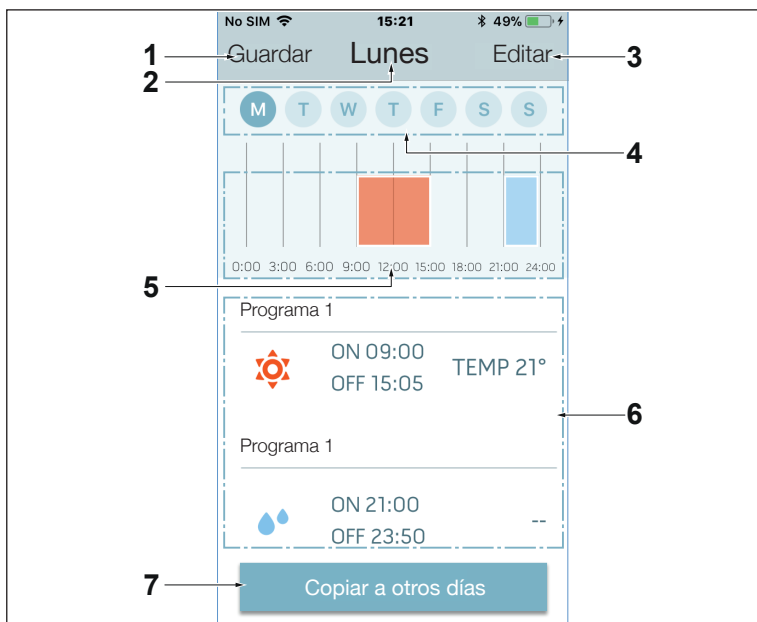 No SIM 15:21 49%
1 Guardar Lunes Editar 3
2
M T W T F S S
4
0:00 3:00 6:00 9:00 12:00 15:00 18:00 21:00 24:00
5
Programa 1
ON 09:00
OFF 15:05
TEMP 21°
6
Programa 1
ON 21:00
OFF 23:50
--
7 Copiar a otros días